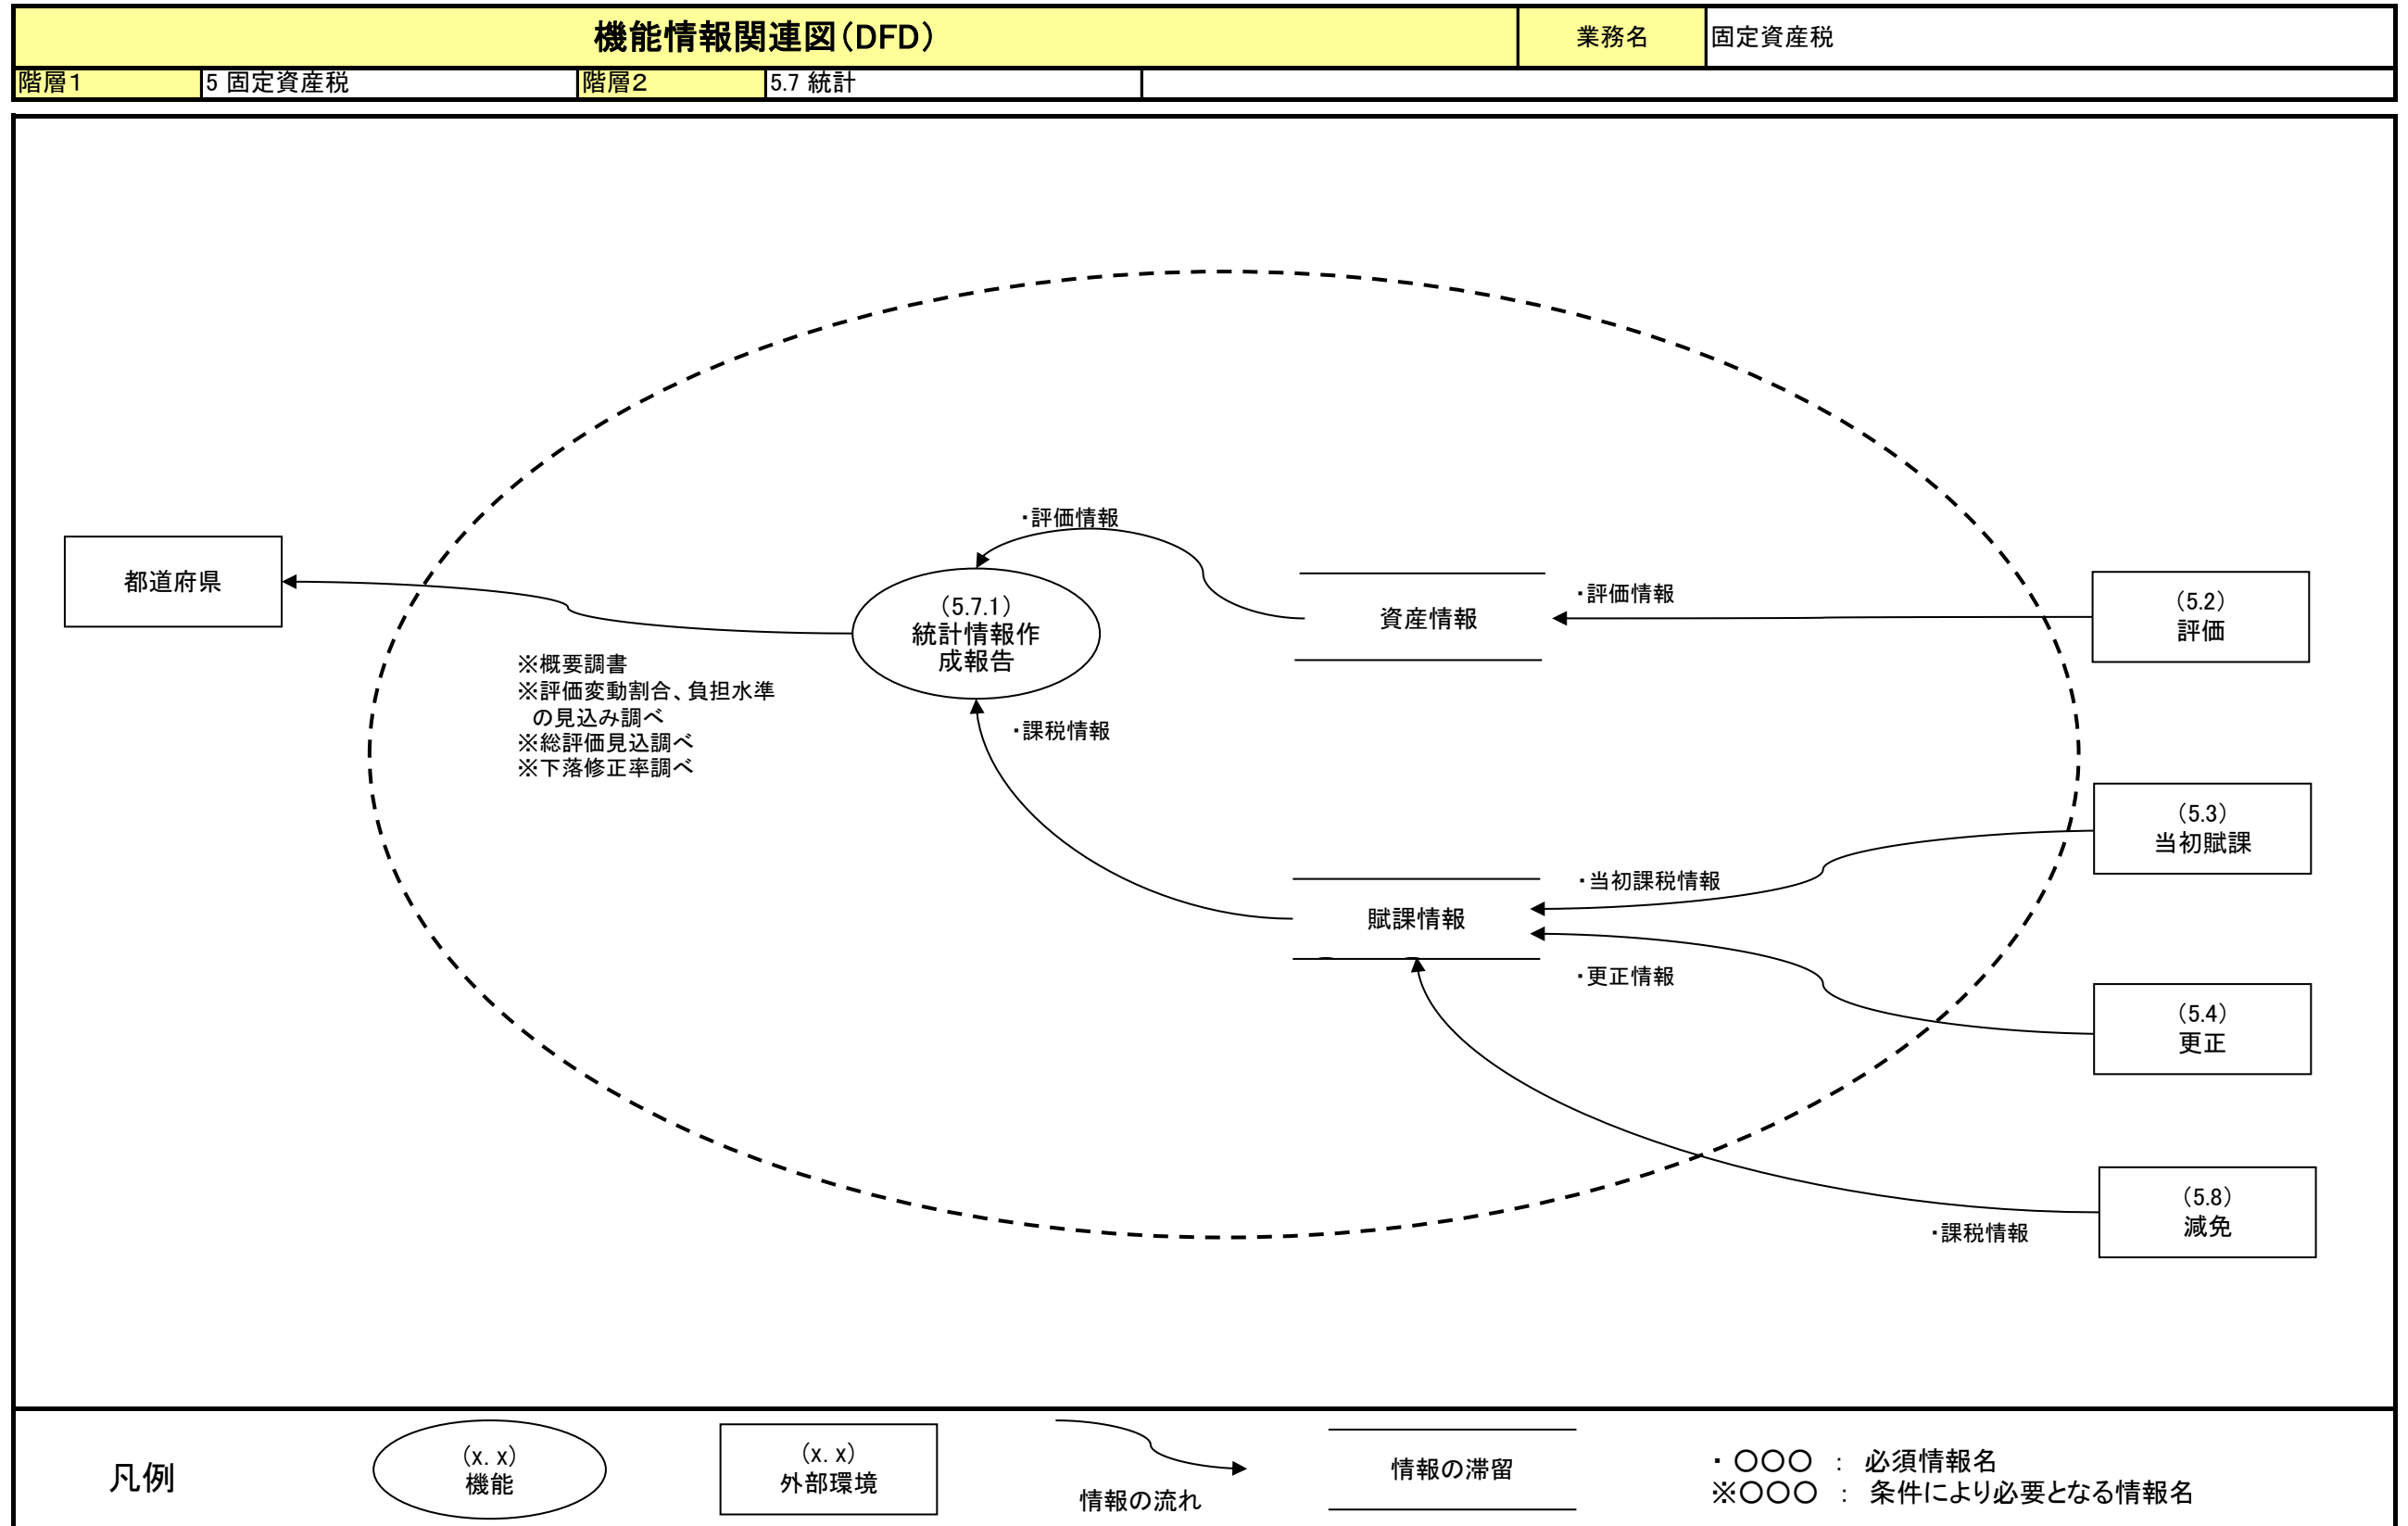 機能情報関連図（DFD）
業務名
固定資産税
階層１
5 固定資産税
階層２
5.7 統計
・評価情報
都道府県
（5.7.1）
統計情報作
成報告
資産情報
・評価情報
（5.2）
評価
※概要調書
※評価変動割合、負担水準
の見込み調べ
※総評価見込調べ
※下落修正率調べ
・課税情報
（5.3）
当初賦課
・当初課税情報
賦課情報
・更正情報
（5.4）
更正
（5.8）
減免
・課税情報
凡例
（x. x）
機能
（x. x）
外部環境
情報の流れ
情報の滞留
・ 〇〇〇 ： 必須情報名
※〇〇〇 ： 条件により必要となる情報名